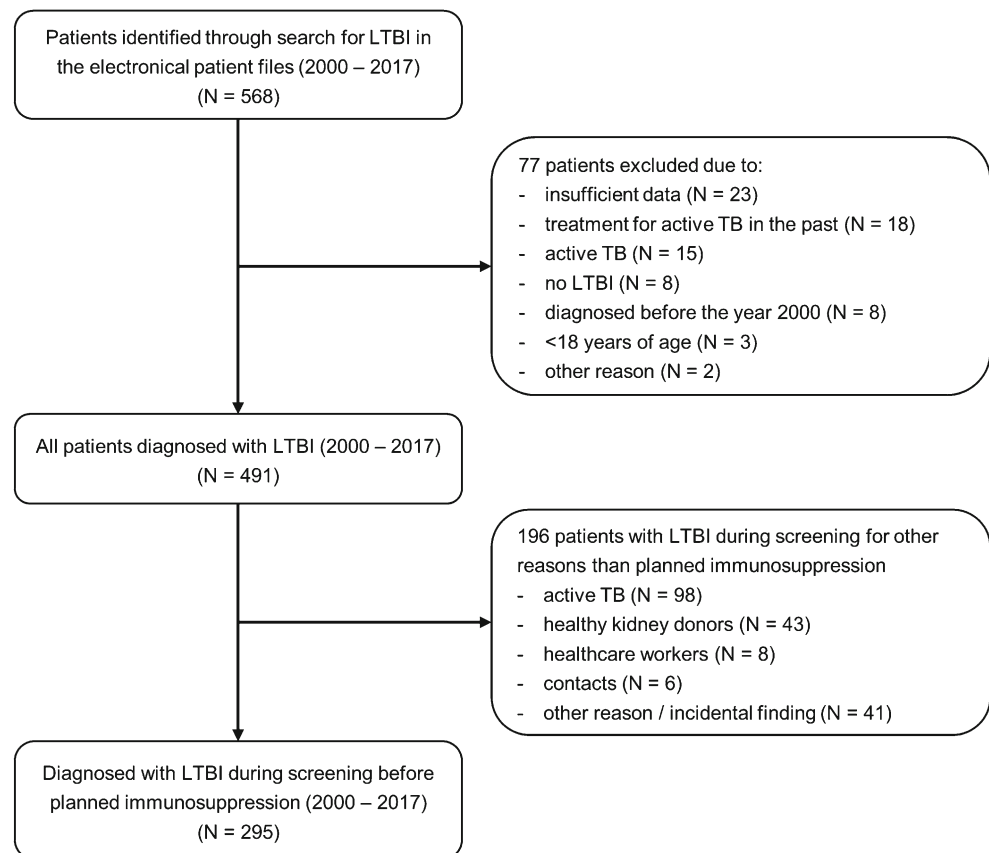 Patients identified through search for LTBI in
the electronical patient files (2000 – 2017)
(N = 568)
77 patients excluded due to:
- insufficient data (N = 23)
- treatment for active TB in the past (N = 18)
- active TB (N = 15)
- no LTBI (N = 8)
- diagnosed before the year 2000 (N = 8)
- <18 years of age (N = 3)
- other reason (N = 2)
All patients diagnosed with LTBI (2000 – 2017)
(N = 491)
196 patients with LTBI during screening for other
reasons than planned immunosuppression
- active TB (N = 98)
- healthy kidney donors (N = 43)
- healthcare workers (N = 8)
- contacts (N = 6)
- other reason / incidental finding (N = 41)
Diagnosed with LTBI during screening before
planned immunosuppression (2000 – 2017)
(N = 295)